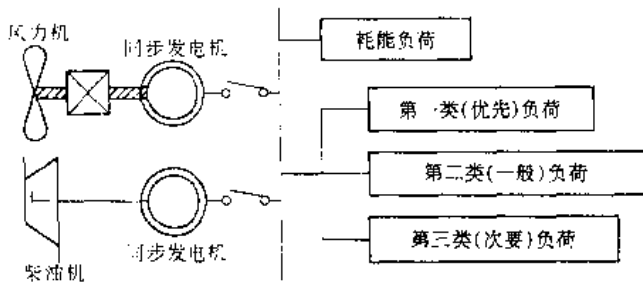 风力机
同步发电机
耗能负荷
第一类(优先)负荷
第二类(一般)负荷
同步发电机
第三类(次要)负荷
柴油机